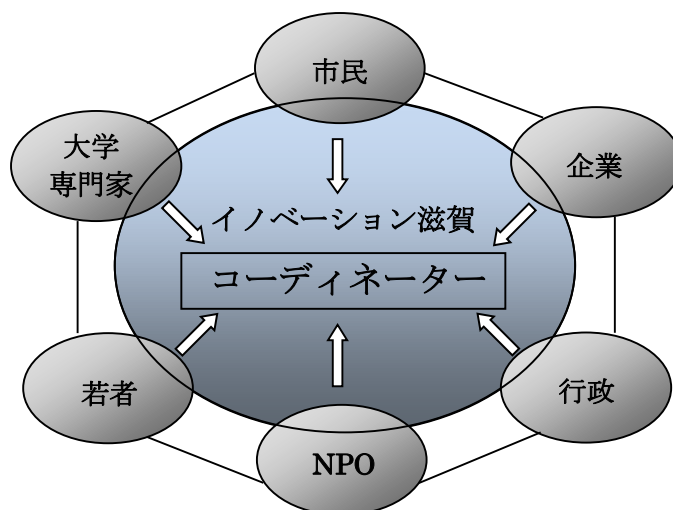 市民
大学
専門家
企業
イノベーション滋賀
コーディネーター
若者
行政
NPO